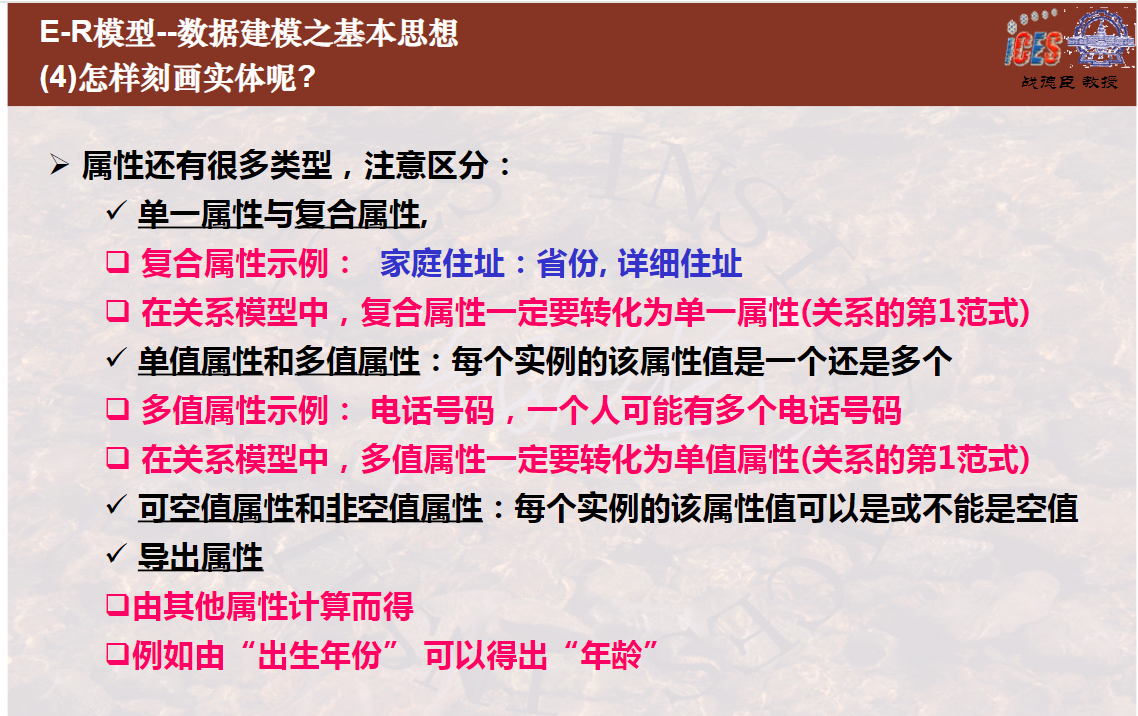 E-R模型--数据建模之基本思想
(4)怎样刻画实体呢?
iCES
战德臣 教授
属性还有很多类型，注意区分：
单一属性与复合属性,
复合属性示例： 家庭住址：省份, 详细住址
在关系模型中，复合属性一定要转化为单一属性(关系的第1范式)
单值属性和多值属性：每个实例的该属性值是一个还是多个
多值属性示例： 电话号码，一个人可能有多个电话号码
在关系模型中，多值属性一定要转化为单值属性(关系的第1范式)
可空值属性和非空值属性：每个实例的该属性值可以是或不能是空值
导出属性
由其他属性计算而得
例如由“出生年份” 可以得出“年龄”